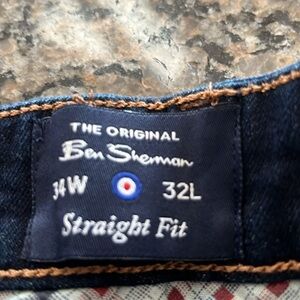 THE ORIGINAL
Ben Sherman
34W 32L
Straight Fit